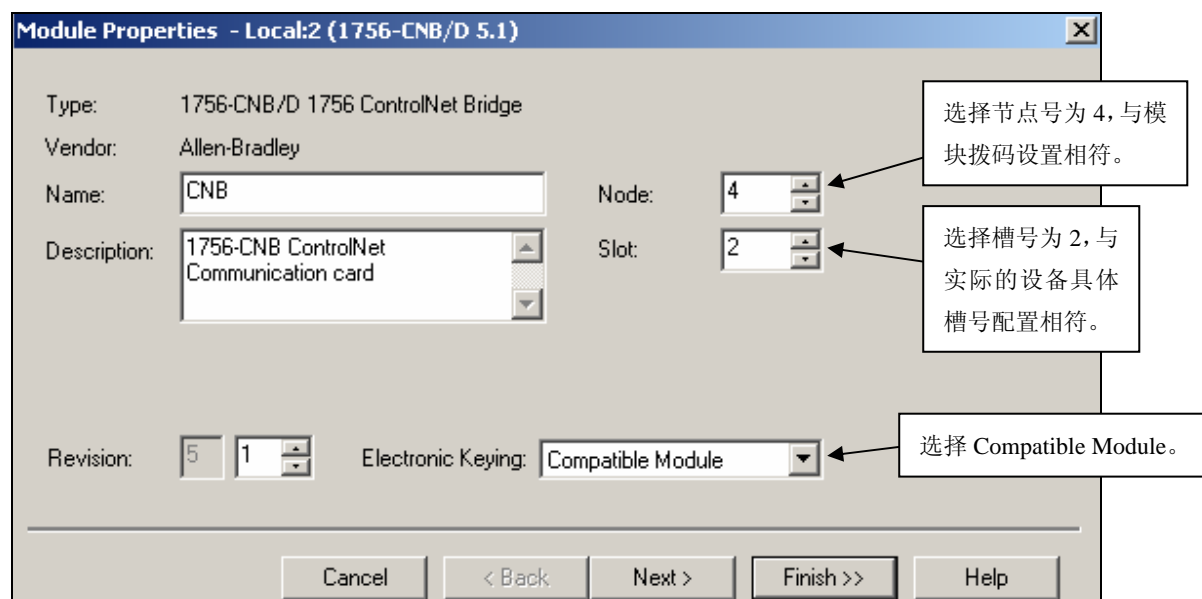 Module Properties - Local:2 (1756-CNB/D 5.1)
Type: 1756-CNB/D 1756 ControlNet Bridge
Vendor: Allen-Bradley
Name: CNB
Node: 4
选择节点号为 4，与模
块拨码设置相符。
Description: 1756-CNB ControlNet
Communication card
Slot: 2
选择槽号为 2，与
实际的设备具体
槽号配置相符。
Revision: 5 1
Electronic Keying: Compatible Module
选择 Compatible Module。
Cancel
< Back
Next >
Finish >>
Help